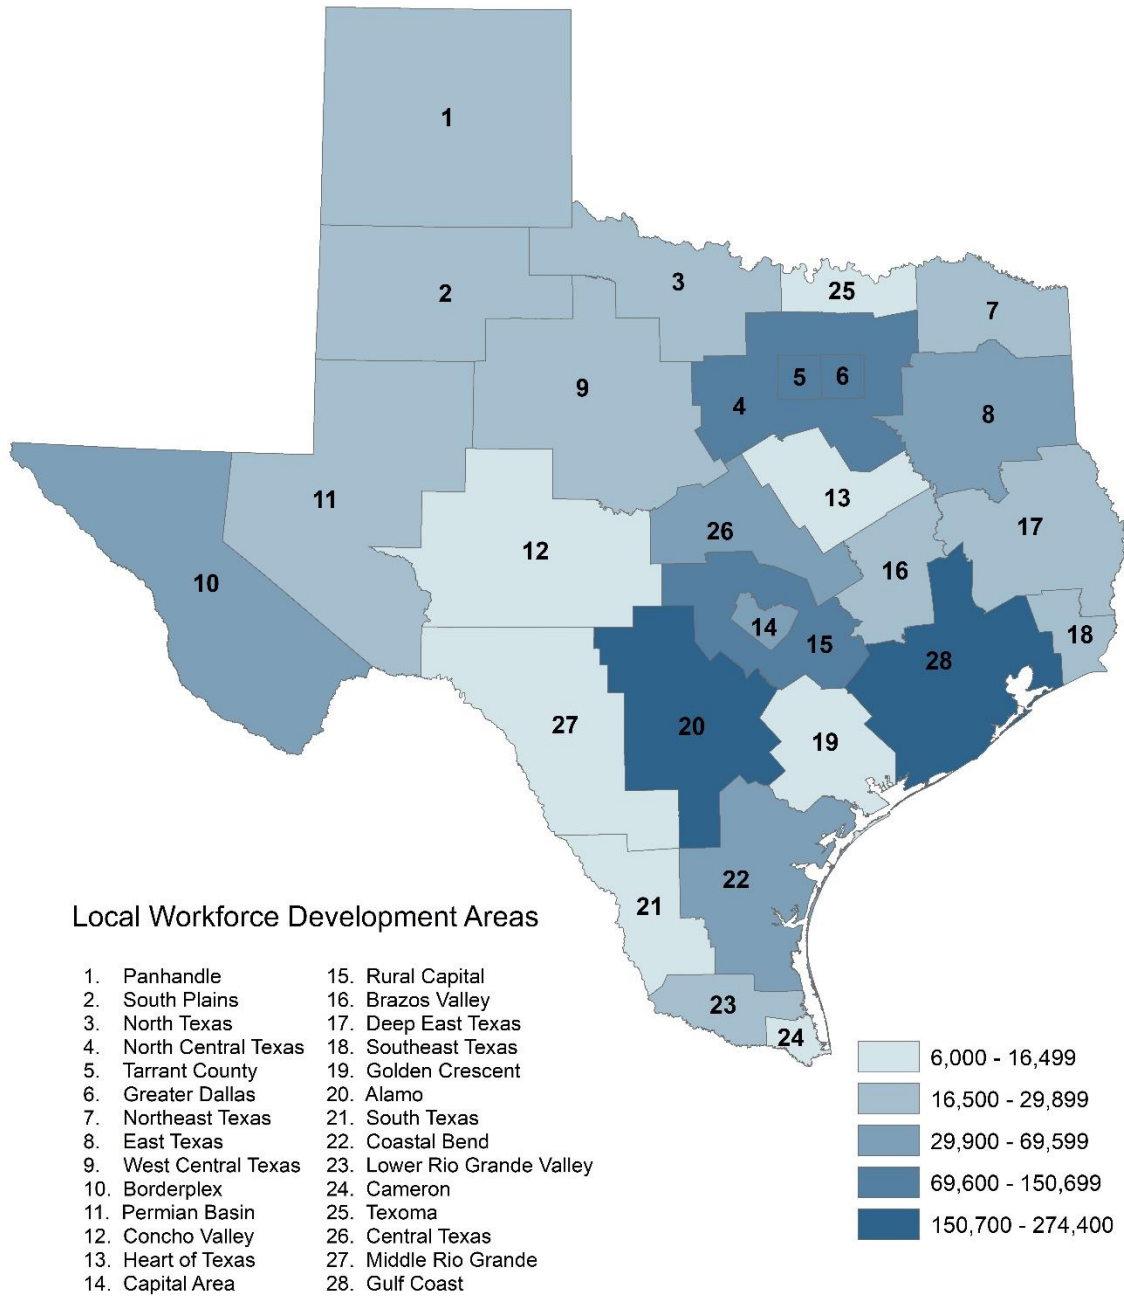 1
2
3
25
7
5
6
9
4
8
11
13
26
17
12
16
10
14
15
18
28
27
20
19
22
21
23
24
Local Workforce Development Areas
1. Panhandle
2. South Plains
3. North Texas
4. North Central Texas
5. Tarrant County
6. Greater Dallas
7. Northeast Texas
8. East Texas
9. West Central Texas
10. Borderplex
11. Permian Basin
12. Concho Valley
13. Heart of Texas
14. Capital Area
15. Rural Capital
16. Brazos Valley
17. Deep East Texas
18. Southeast Texas
19. Golden Crescent
20. Alamo
21. South Texas
22. Coastal Bend
23. Lower Rio Grande Valley
24. Cameron
25. Texoma
26. Central Texas
27. Middle Rio Grande
28. Gulf Coast
6,000 - 16,499
16,500 - 29,899
29,900 - 69,599
69,600 - 150,699
150,700 - 274,400